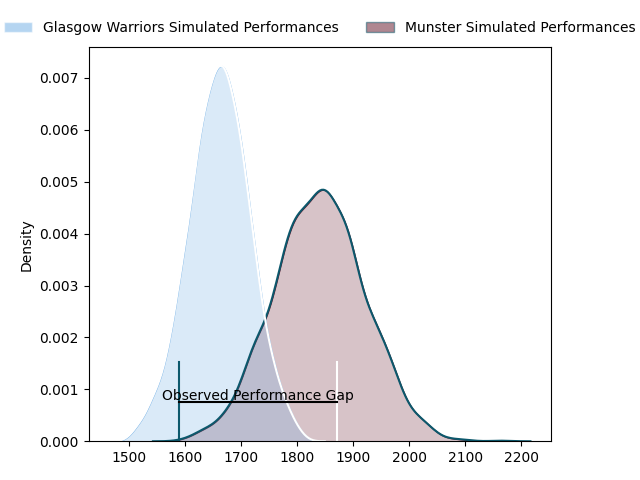 Glasgow Warriors Simulated Performances
Munster Simulated Performances
0.007
0.006
0.005
0.004
0.003
0.002
0.001
0.000
Density
Observed Performance Gap
1500 1600 1700 1800 1900 2000 2100 2200